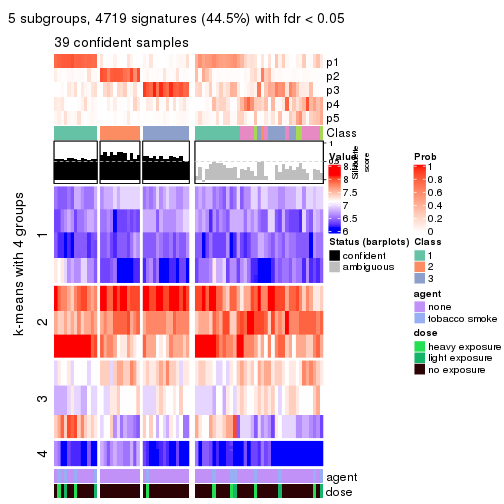 5 subgroups, 4719 signatures (44.5%) with fdr < 0.05
39 confident samples
p1
p2
p3
p4
p5
Class
1
0.5
Silhouette
score
k-means with 4 groups
1
2
3
4
agent
dose
Value
8
7.5
7
6.5
6
Status (barplots)
confident
ambiguous
Prob
1
0.8
0.6
0.4
0.2
0
Class
1
2
3
agent
none
tobacco smoke
dose
heavy exposure
light exposure
no exposure